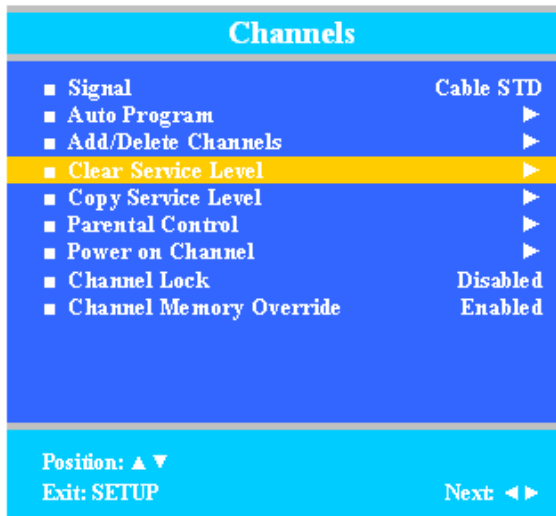 Channels
Signal Cable STD
Auto Program ▶
Add/Delete Channels ▶
Clear Service Level ▶
Copy Service Level ▶
Parental Control ▶
Power on Channel ▶
Channel Lock Disabled
Channel Memory Override Enabled
Position: ▲ ▼
Exit: SETUP Next: ◀ ▶